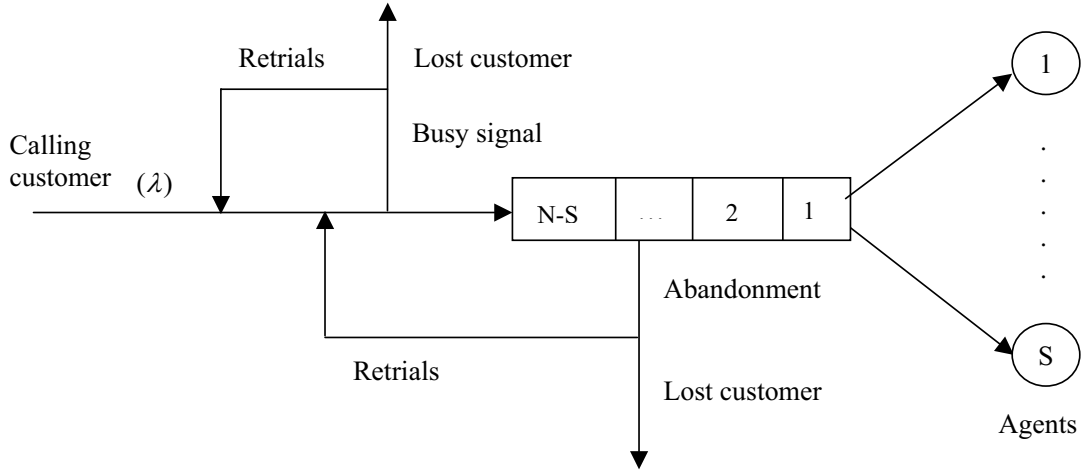 Retrials
Lost customer
1
Busy signal
Calling
customer (λ)
N-S
...
2
1
Abandonment
Retrials
Lost customer
S
Agents